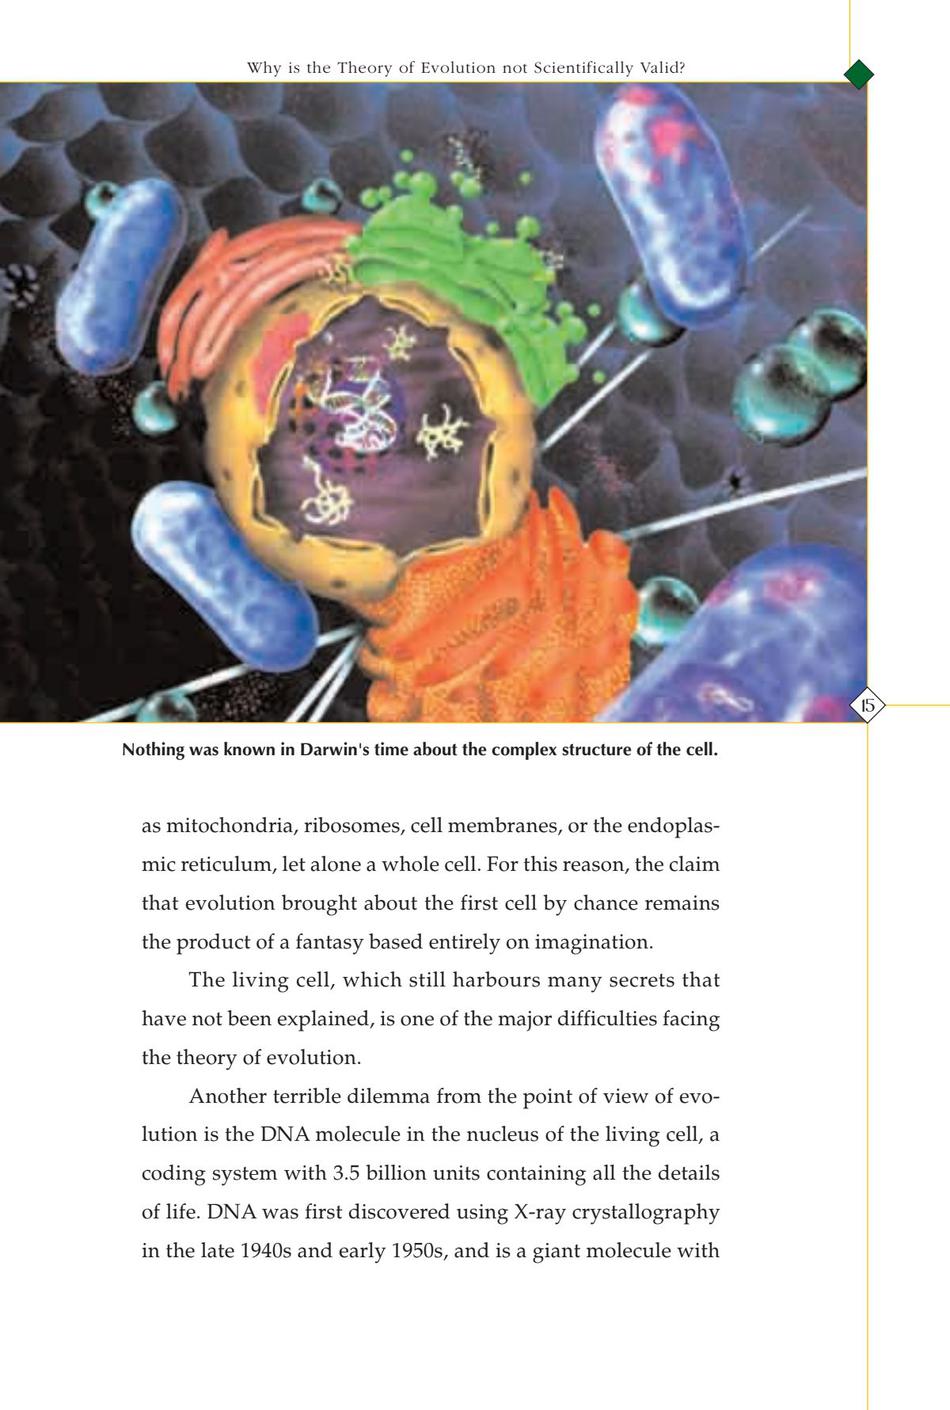 Why is the Theory of Evolution not Scientifically Valid?
15
Nothing was known in Darwin's time about the complex structure of the cell.
as mitochondria, ribosomes, cell membranes, or the endoplas-
mic reticulum, let alone a whole cell. For this reason, the claim
that evolution brought about the first cell by chance remains
the product of a fantasy based entirely on imagination.
The living cell, which still harbours many secrets that
have not been explained, is one of the major difficulties facing
the theory of evolution.
Another terrible dilemma from the point of view of evo-
lution is the DNA molecule in the nucleus of the living cell, a
coding system with 3.5 billion units containing all the details
of life. DNA was first discovered using X-ray crystallography
in the late 1940s and early 1950s, and is a giant molecule with